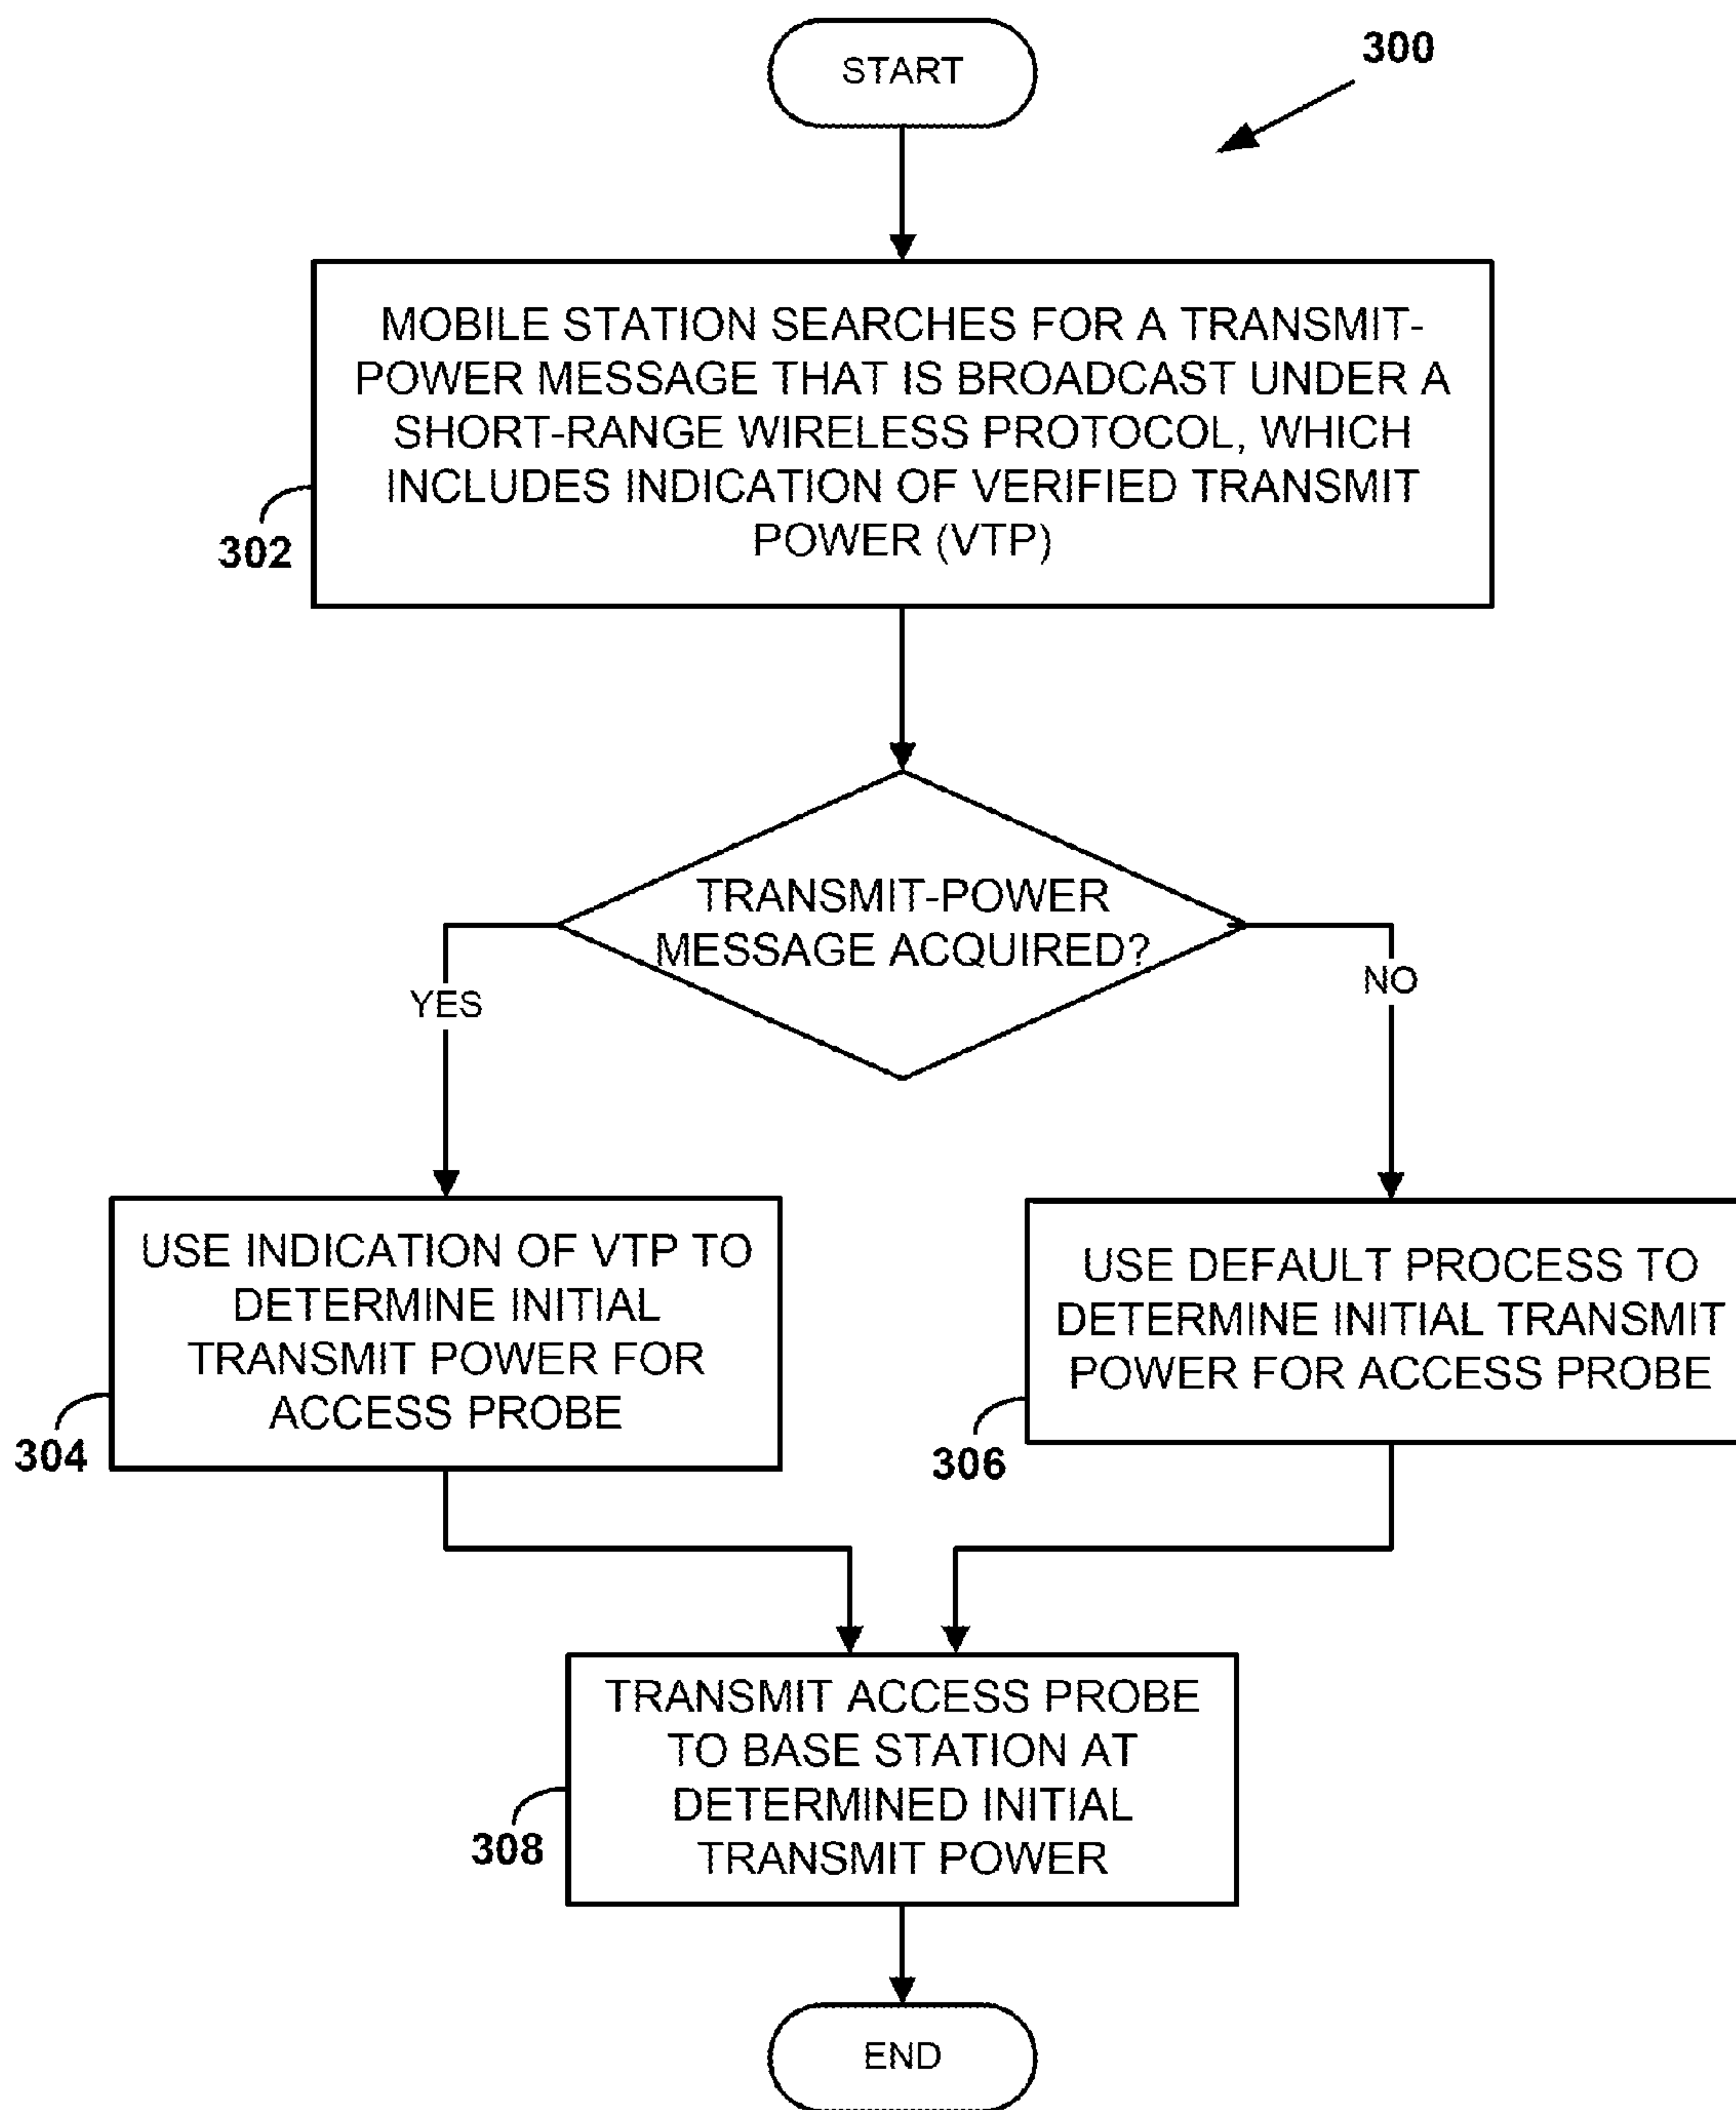 START
300
MOBILE STATION SEARCHES FOR A TRANSMIT-
POWER MESSAGE THAT IS BROADCAST UNDER A
SHORT-RANGE WIRELESS PROTOCOL, WHICH
INCLUDES INDICATION OF VERIFIED TRANSMIT
POWER (VTP)
302
TRANSMIT-POWER
MESSAGE ACQUIRED?
YES
NO
USE INDICATION OF VTP TO
DETERMINE INITIAL
TRANSMIT POWER FOR
ACCESS PROBE
304
USE DEFAULT PROCESS TO
DETERMINE INITIAL TRANSMIT
POWER FOR ACCESS PROBE
306
TRANSMIT ACCESS PROBE
TO BASE STATION AT
DETERMINED INITIAL
TRANSMIT POWER
308
END